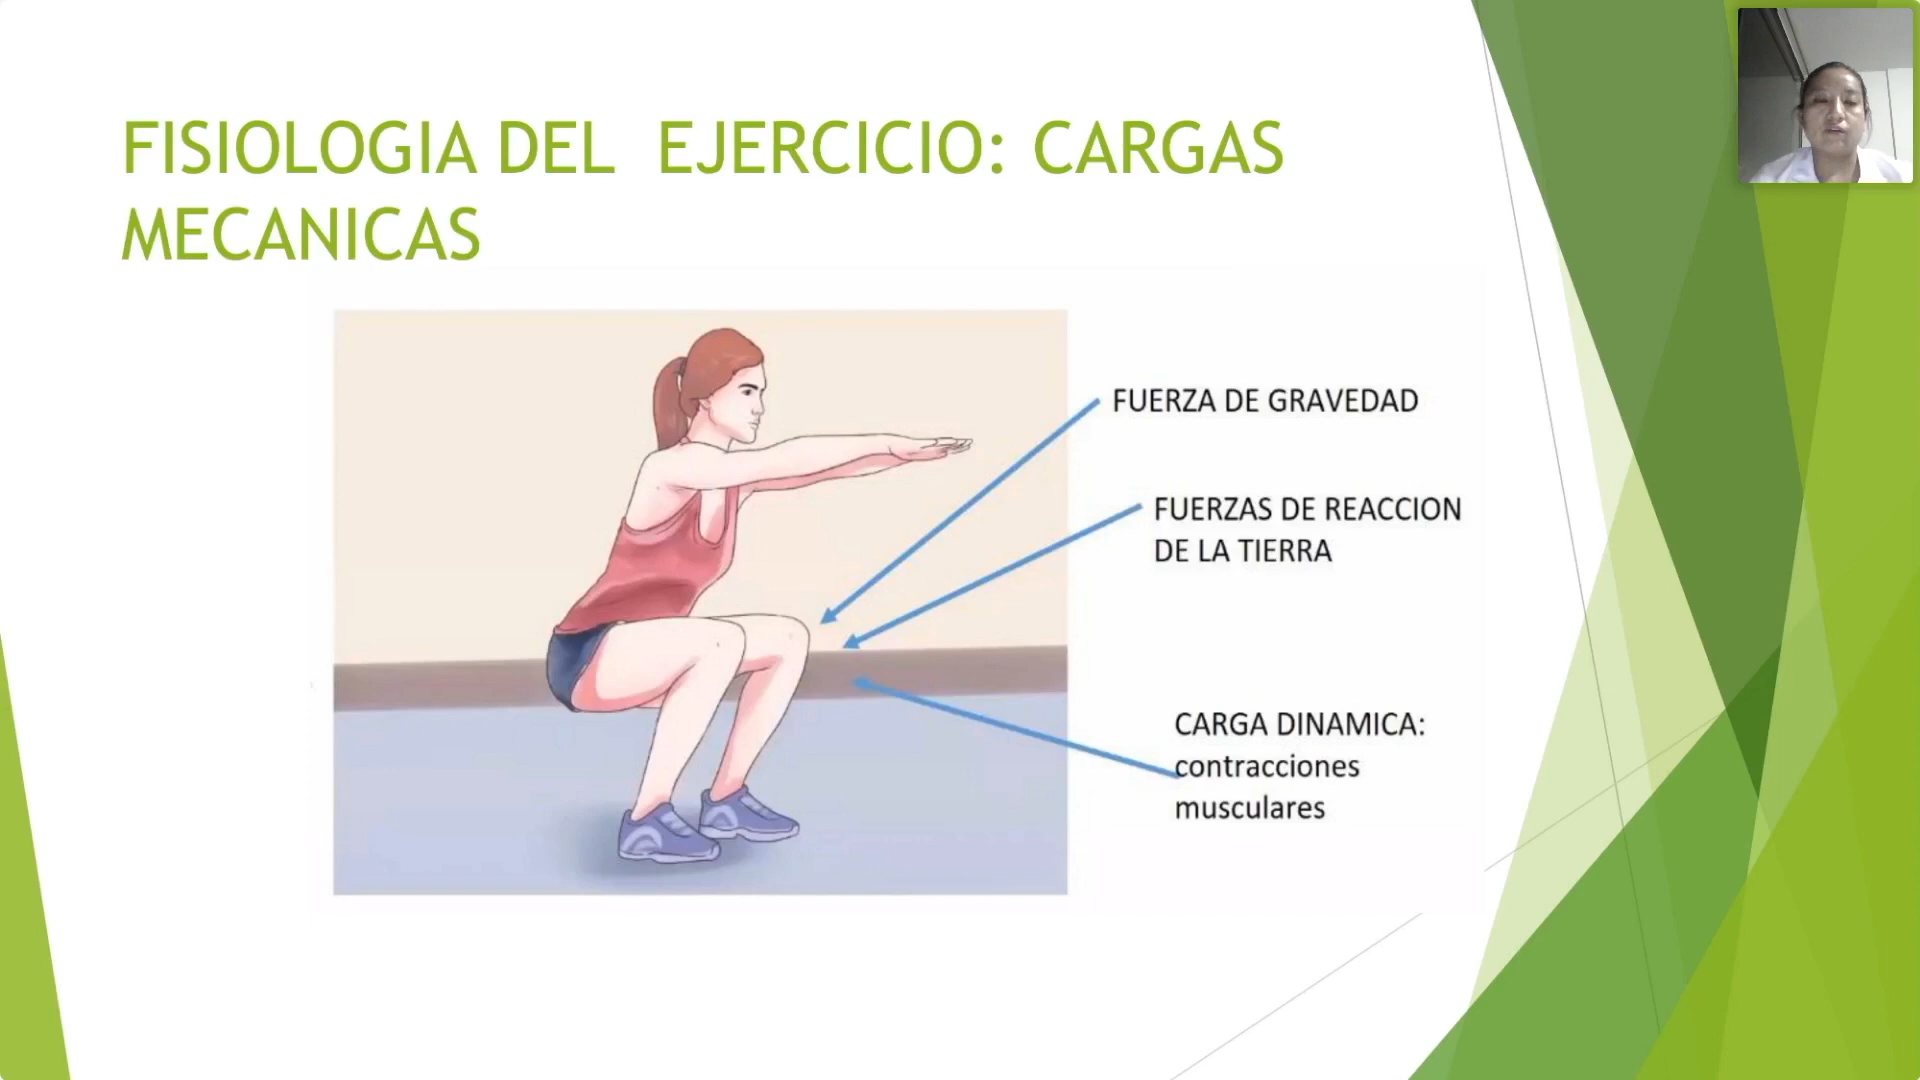 FISIOLOGIA DEL  EJERCICIO: CARGAS
MECANICAS
FUERZA DE GRAVEDAD
FUERZAS DE REACCION
DE LA TIERRA
CARGA DINAMICA:
contracciones
musculares